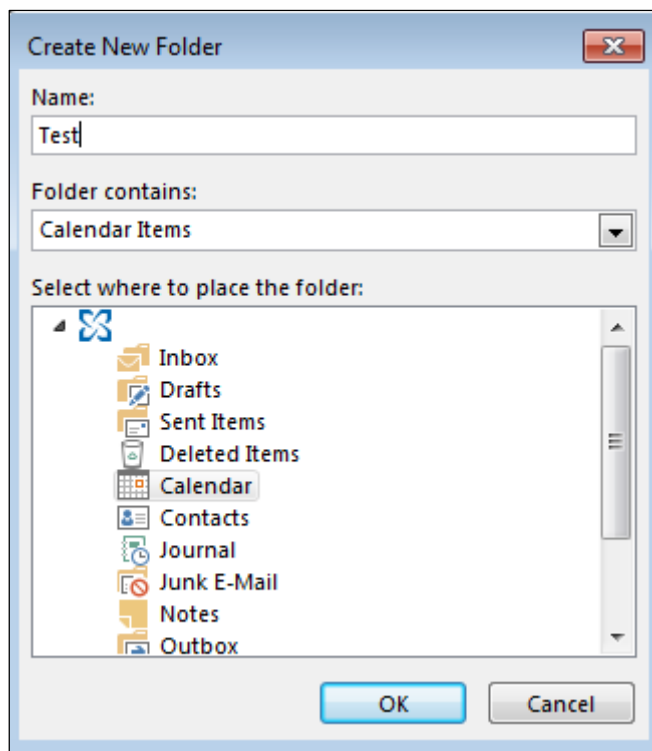 Create New Folder
Name:
Test
Folder contains:
Calendar Items
Select where to place the folder:
Inbox
Drafts
Sent Items
Deleted Items
Calendar
Contacts
Journal
Junk E-Mail
Notes
Outbox
OK Cancel